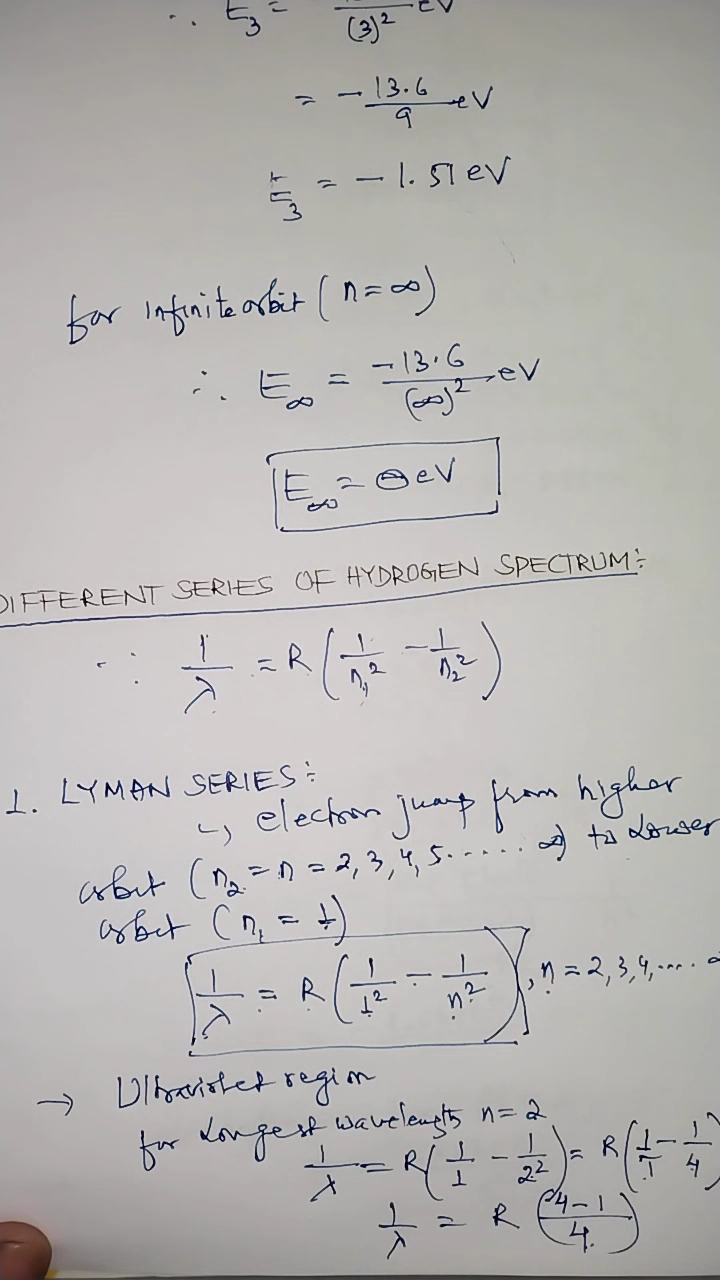 ∴ E₃ = /(3)² eV
= -13.6/9 eV
E₃ = -1.51 eV
for infinite orbit (n = ∞)
∴ E∞ = -13.6/(∞)² eV
E∞ = 0 eV
DIFFERENT SERIES OF HYDROGEN SPECTRUM:-
∵ 1/λ = R(1/n₁² - 1/n₂²)
1. LYMAN SERIES:-
↳ electron jump from higher
orbit (n₂ = n = 2, 3, 4, 5...... ∞) to Lower
orbit (n₁ = 1)
1/λ = R(1/1² - 1/n²), n = 2, 3, 4, ....
→ Ultraviolet region
for Longest wavelength n = 2
1/λ = R(1/1 - 1/2²) = R(1/1 - 1/4)
1/λ = R(4-1/4)